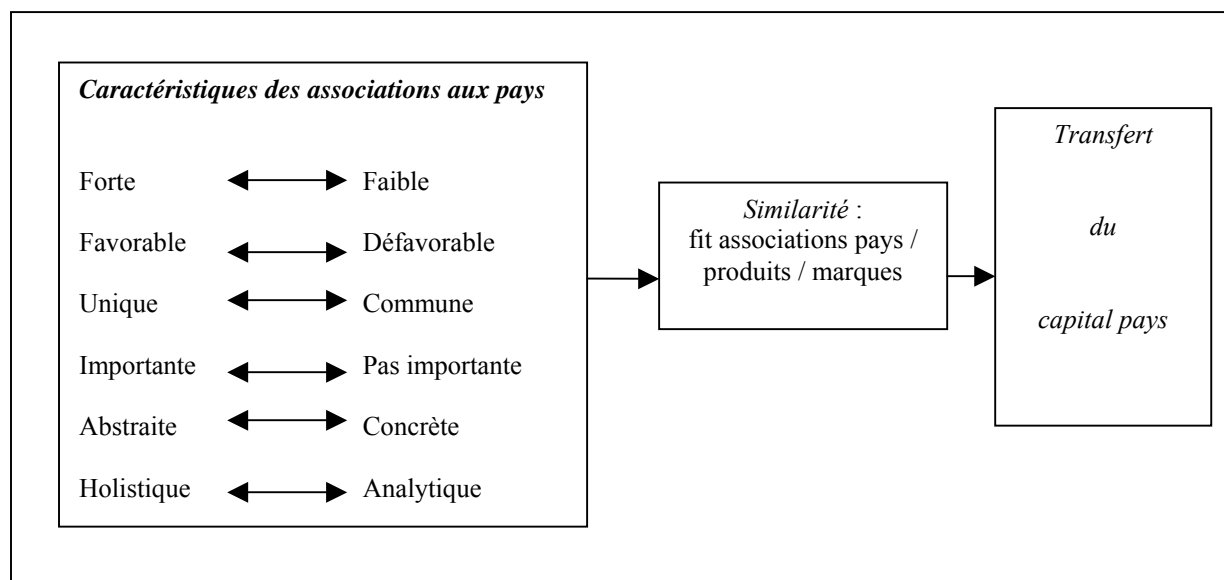 Caractéristiques des associations aux pays
Forte Faible
Favorable Défavorable
Unique Commune
Importante Pas importante
Abstraite Concrète
Holistique Analytique
Similarité :
fit associations pays /
produits / marques
Transfert
du
capital pays